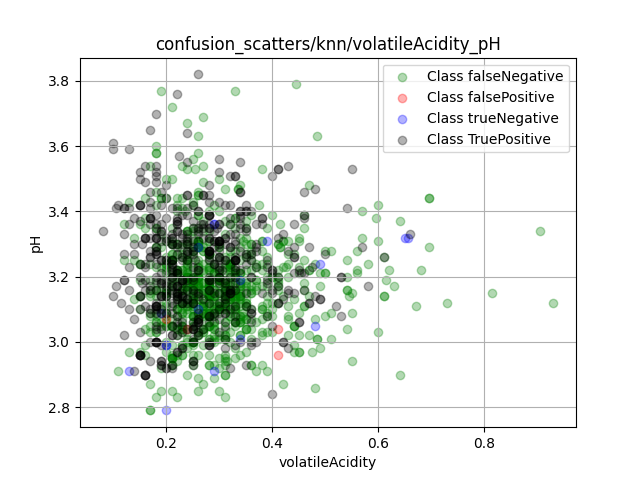 confusion_scatters/knn/volatileAcidity_pH
Class falseNegative
Class falsePositive
Class trueNegative
Class TruePositive
3.8
3.6
3.4
3.2
3.0
2.8
pH
0.2 0.4 0.6 0.8
volatileAcidity